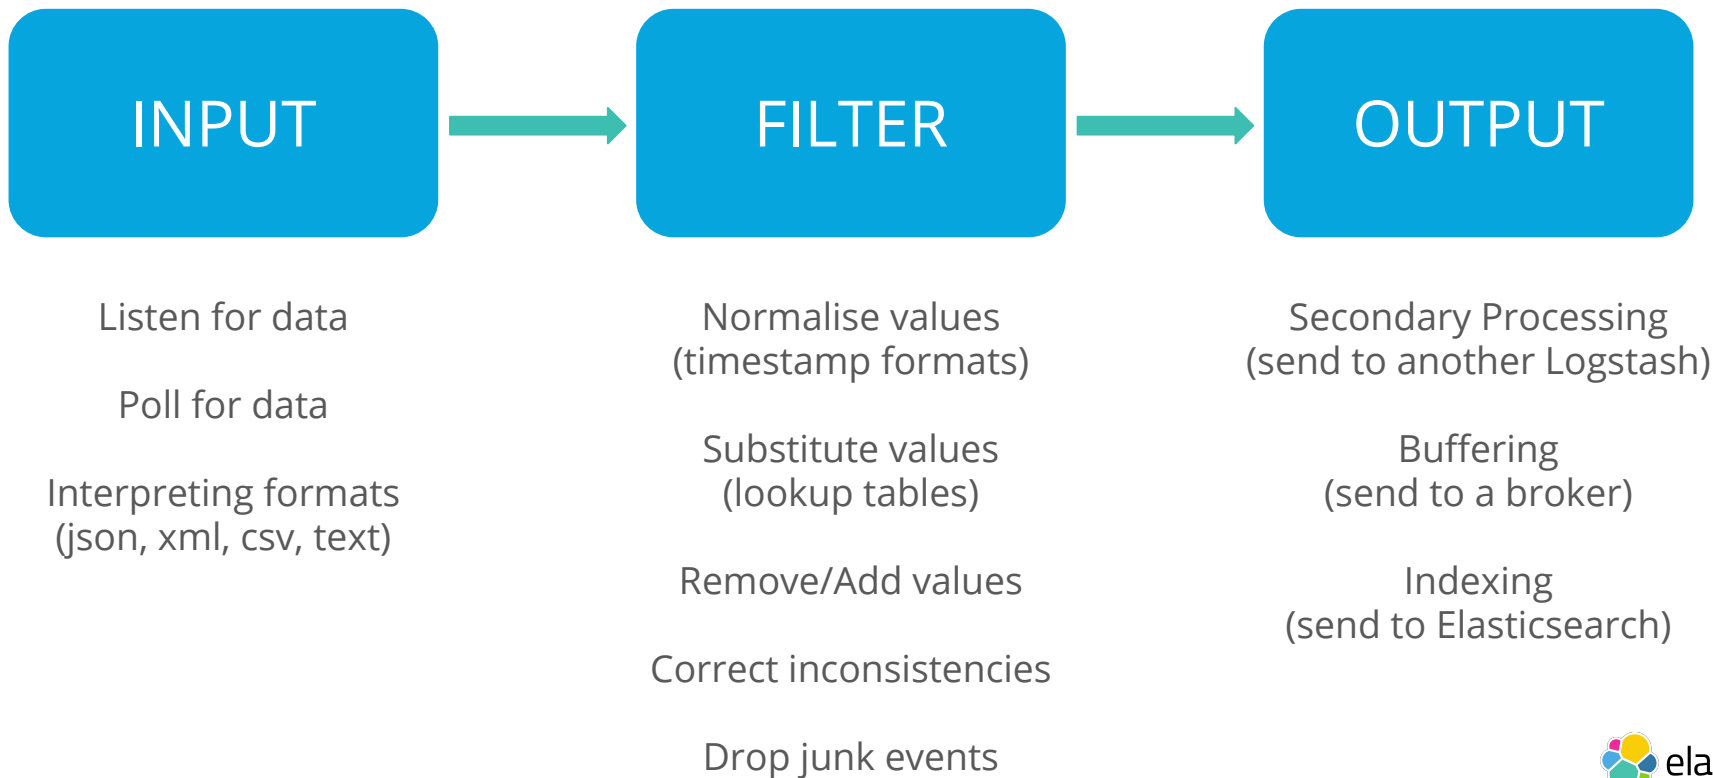 INPUT
FILTER
OUTPUT
Listen for data
Poll for data
Interpreting formats
(json, xml, csv, text)
Normalise values
(timestamp formats)
Substitute values
(lookup tables)
Remove/Add values
Correct inconsistencies
Drop junk events
Secondary Processing
(send to another Logstash)
Buffering
(send to a broker)
Indexing
(send to Elasticsearch)
ela